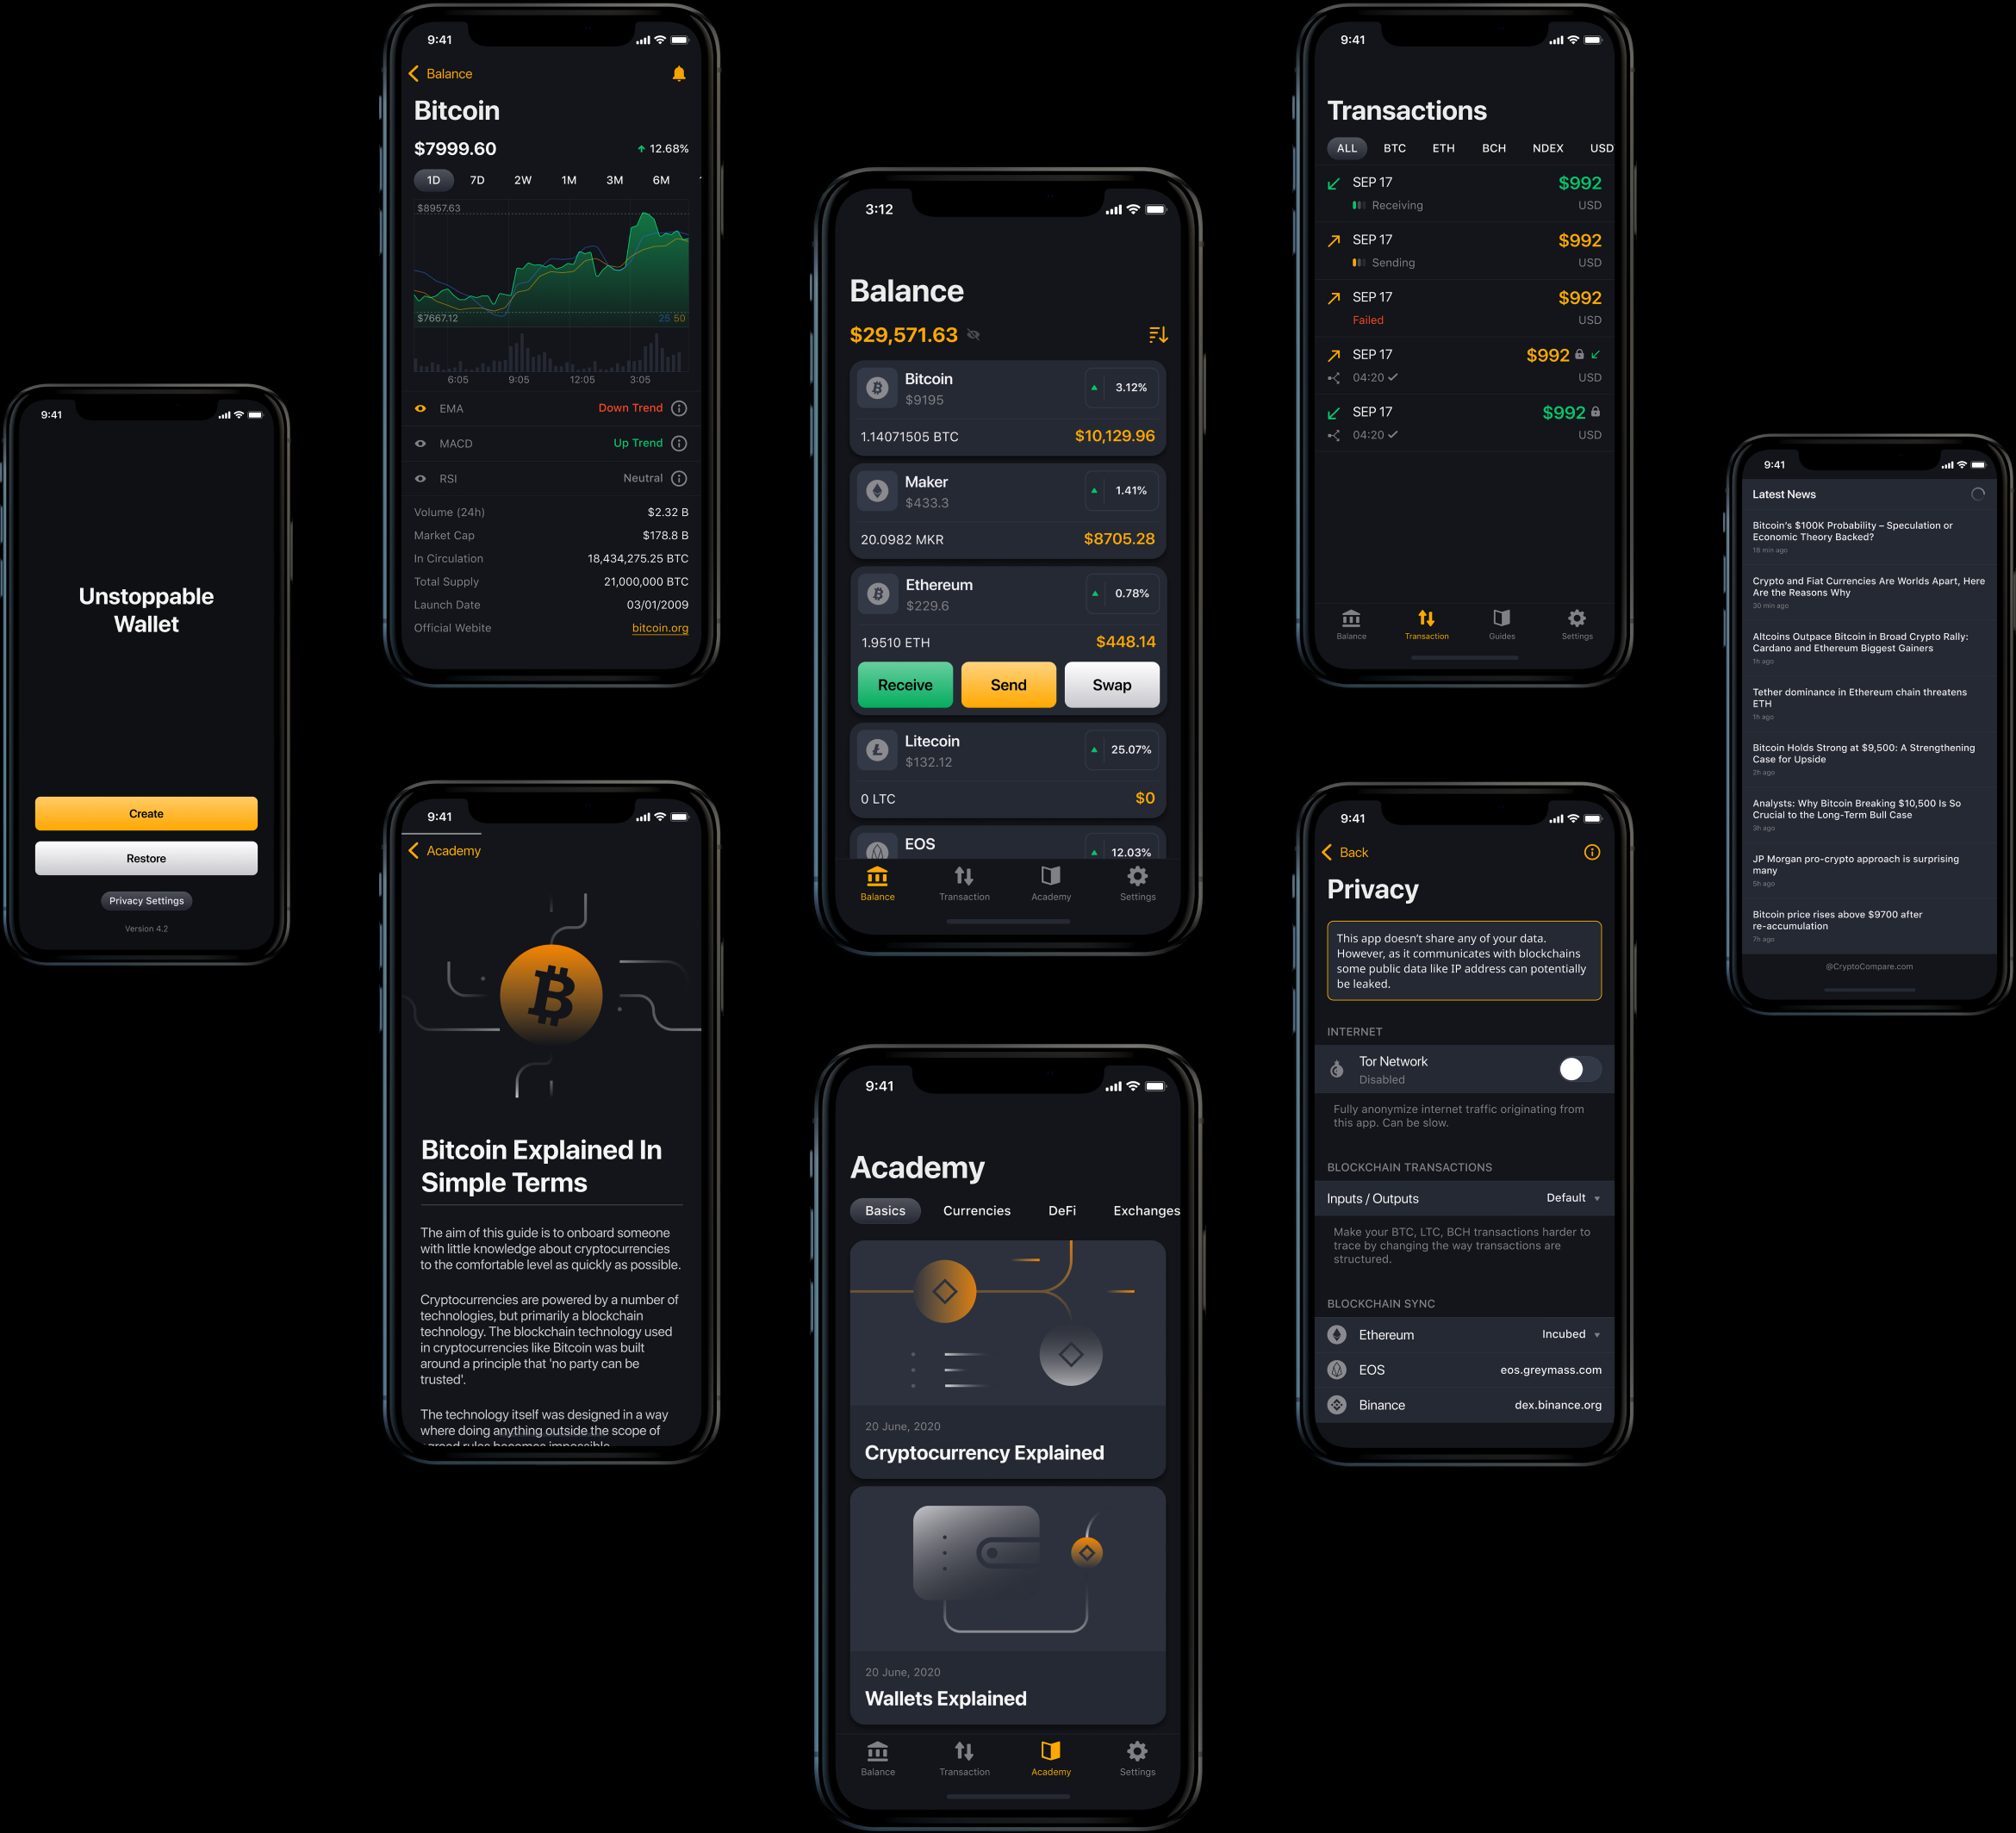 9:41
Unstoppable
Wallet
Create
Restore
Privacy Settings
Version 4.2
9:41
Balance
Bitcoin
$7999.60 12.68%
1D 7D 2W 1M 3M 6M
$8957.63
$7667.12 25 50
6:05 9:05 12:05 3:05
EMA Down Trend
MACD Up Trend
RSI Neutral
Volume (24h) $2.32 B
Market Cap $178.8 B
In Circulation 18,434,275.25 BTC
Total Supply 21,000,000 BTC
Launch Date 03/01/2009
Official Webite bitcoin.org
9:41
Academy
Bitcoin Explained In
Simple Terms
The aim of this guide is to onboard someone
with little knowledge about cryptocurrencies
to the comfortable level as quickly as possible.
Cryptocurrencies are powered by a number of
technologies, but primarily a blockchain
technology. The blockchain technology used
in cryptocurrencies like Bitcoin was built
around a principle that 'no party can be
trusted'.
The technology itself was designed in a way
where doing anything outside the scope of
agreed rules becomes impossible
3:12
Balance
$29,571.63
Bitcoin
$9195
3.12%
1.14071505 BTC $10,129.96
Maker
$433.3
1.41%
20.0982 MKR $8705.28
Ethereum
$229.6
0.78%
1.9510 ETH $448.14
Receive Send Swap
Litecoin
$132.12
25.07%
0 LTC $0
EOS
12.03%
Balance Transaction Academy Settings
9:41
Academy
Basics Currencies DeFi Exchanges
20 June, 2020
Cryptocurrency Explained
20 June, 2020
Wallets Explained
Balance Transaction Academy Settings
9:41
Transactions
ALL BTC ETH BCH NDEX USD
SEP 17 $992
Receiving USD
SEP 17 $992
Sending USD
SEP 17 $992
Failed USD
SEP 17 $992
04:20 USD
SEP 17 $992
04:20 USD
Balance Transaction Guides Settings
9:41
Back
Privacy
This app doesn't share any of your data.
However, as it communicates with blockchains
some public data like IP address can potentially
be leaked.
INTERNET
Tor Network
Disabled
Fully anonymize internet traffic originating from
this app. Can be slow.
BLOCKCHAIN TRANSACTIONS
Inputs / Outputs Default
Make your BTC, LTC, BCH transactions harder to
trace by changing the way transactions are
structured.
BLOCKCHAIN SYNC
Ethereum Incubed
EOS eos.greymass.com
Binance dex.binance.org
9:41
Latest News
Bitcoin's $100K Probability – Speculation or
Economic Theory Backed?
18 min ago
Crypto and Fiat Currencies Are Worlds Apart, Here
Are the Reasons Why
30 min ago
Altcoins Outpace Bitcoin in Broad Crypto Rally:
Cardano and Ethereum Biggest Gainers
1h ago
Tether dominance in Ethereum chain threatens
ETH
1h ago
Bitcoin Holds Strong at $9,500: A Strengthening
Case for Upside
2h ago
Analysts: Why Bitcoin Breaking $10,500 Is So
Crucial to the Long-Term Bull Case
3h ago
JP Morgan pro-crypto approach is surprising
many
5h ago
Bitcoin price rises above $9700 after
re-accumulation
7h ago
@CryptoCompare.com